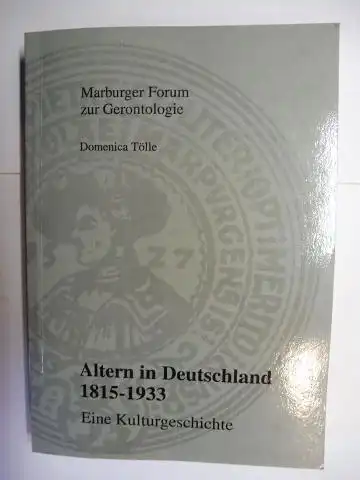 Marburger Forum
zur Gerontologie
Domenica Tölle
Altern in Deutschland
1815-1933
Eine Kulturgeschichte